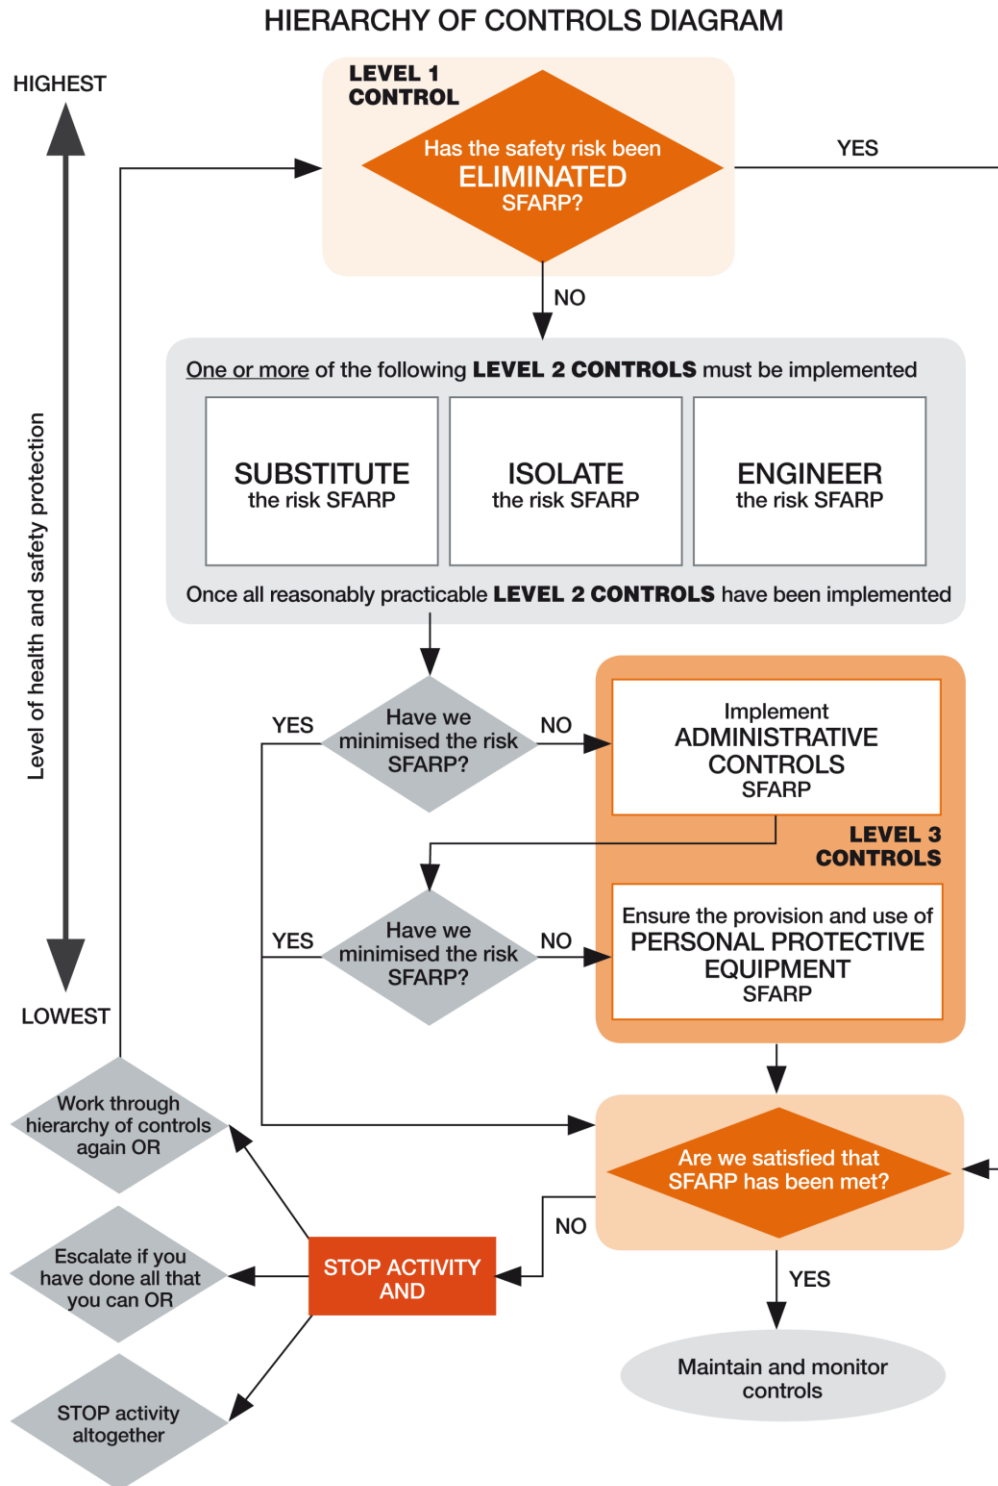 HIERARCHY OF CONTROLS DIAGRAM
HIGHEST
LEVEL 1
CONTROL
Has the safety risk been
ELIMINATED
SFARP?
YES
NO
One or more of the following LEVEL 2 CONTROLS must be implemented
SUBSTITUTE
the risk SFARP
ISOLATE
the risk SFARP
ENGINEER
the risk SFARP
Once all reasonably practicable LEVEL 2 CONTROLS have been implemented
Level of health and safety protection
YES
Have we
minimised the risk
SFARP?
NO
Implement
ADMINISTRATIVE
CONTROLS
SFARP
LEVEL 3
CONTROLS
YES
Have we
minimised the risk
SFARP?
NO
Ensure the provision and use of
PERSONAL PROTECTIVE
EQUIPMENT
SFARP
LOWEST
Work through
hierarchy of controls
again OR
Are we satisfied that
SFARP has been met?
NO
YES
Escalate if you
have done all that
you can OR
STOP ACTIVITY
AND
STOP activity
altogether
Maintain and monitor
controls